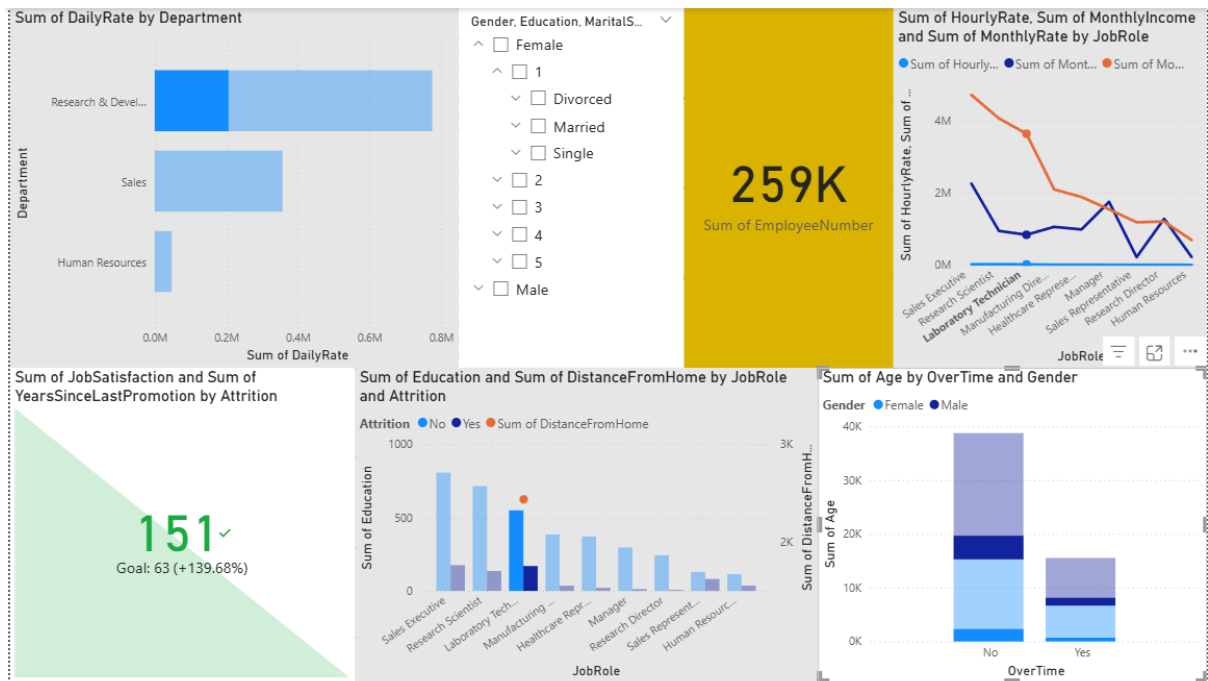 Sum of DailyRate by Department
Department
Research & Devel...
Sales
Human Resources
0.0M 0.2M 0.4M 0.6M 0.8M
Sum of DailyRate
Gender, Education, MaritalS...
Female
1
Divorced
Married
Single
2
3
4
5
Male
259K
Sum of EmployeeNumber
Sum of HourlyRate, Sum of MonthlyIncome
and Sum of MonthlyRate by JobRole
Sum of Hourly... Sum of Mont... Sum of Mo...
Sum of HourlyRate, Sum of ...
4M
2M
0M
Sales Executive
Research Scientist
Laboratory Technician
Manufacturing Dire...
Healthcare Represe...
Manager
Sales Representative
Research Director
Human Resources
JobRole
Sum of JobSatisfaction and Sum of
YearsSinceLastPromotion by Attrition
151
Goal: 63 (+139.68%)
Sum of Education and Sum of DistanceFromHome by JobRole
and Attrition
Attrition No Yes Sum of DistanceFromHome
Sum of Education
1000
500
0
3K
2K
Sum of DistanceFromH...
Sales Executive
Research Scientist
Laboratory Tech...
Manufacturing ...
Healthcare Repr...
Manager
Research Director
Sales Represent...
Human Resourc...
JobRole
Sum of Age by OverTime and Gender
Gender Female Male
Sum of Age
40K
30K
20K
10K
0K
No Yes
OverTime